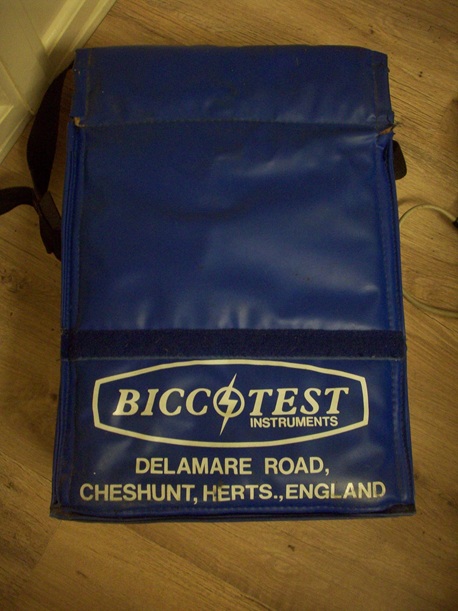 BICCOTEST
INSTRUMENTS
DELAMARE ROAD,
CHESHUNT, HERTS., ENGLAND